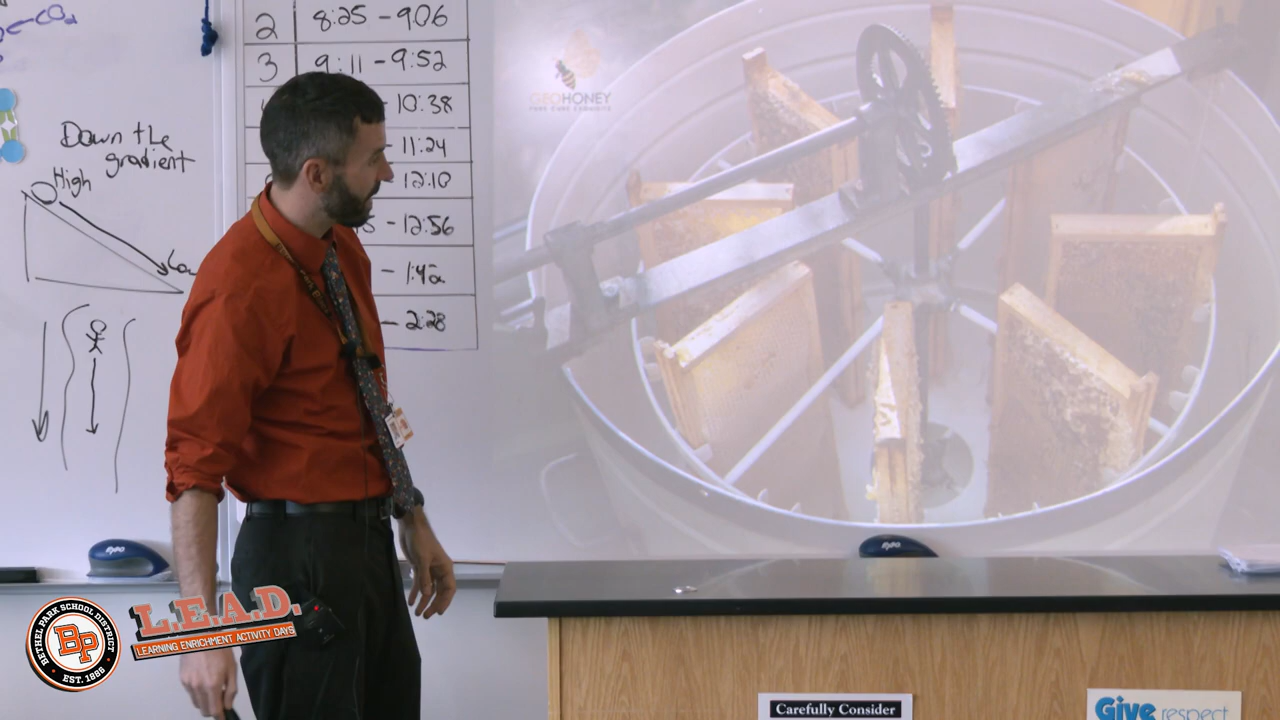 CO₂
2 8:25 - 9:06
3 9:11 - 9:52
- 10:38
- 11:24
- 12:10
- 12:56
- 1:42
- 2:28
Down the
gradient
High
GEOHONEY
expo
expo
BETHEL PARK SCHOOL DISTRICT
BP
EST. 1886
L.E.A.D.
LEARNING ENRICHMENT ACTIVITY DAYS
Carefully Consider
Give respect